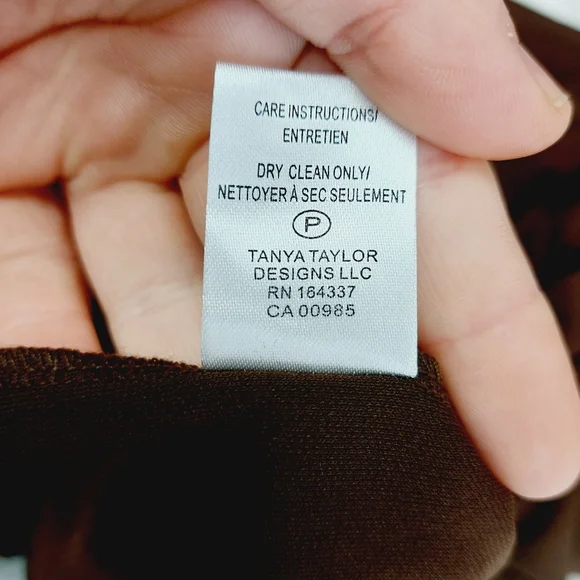 CARE INSTRUCTIONS/
ENTRETIEN
DRY CLEAN ONLY/
NETTOYER À SEC SEULEMENT
P
TANYA TAYLOR
DESIGNS LLC
RN 164337
CA 00985